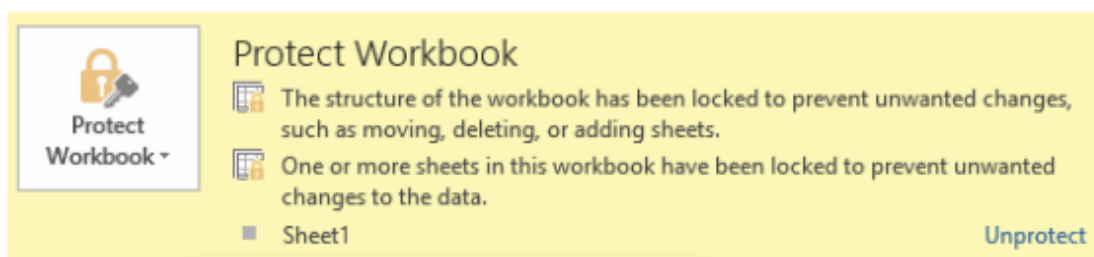 Protect Workbook
Protect
Workbook
The structure of the workbook has been locked to prevent unwanted changes,
such as moving, deleting, or adding sheets.
One or more sheets in this workbook have been locked to prevent unwanted
changes to the data.
Sheet1 Unprotect